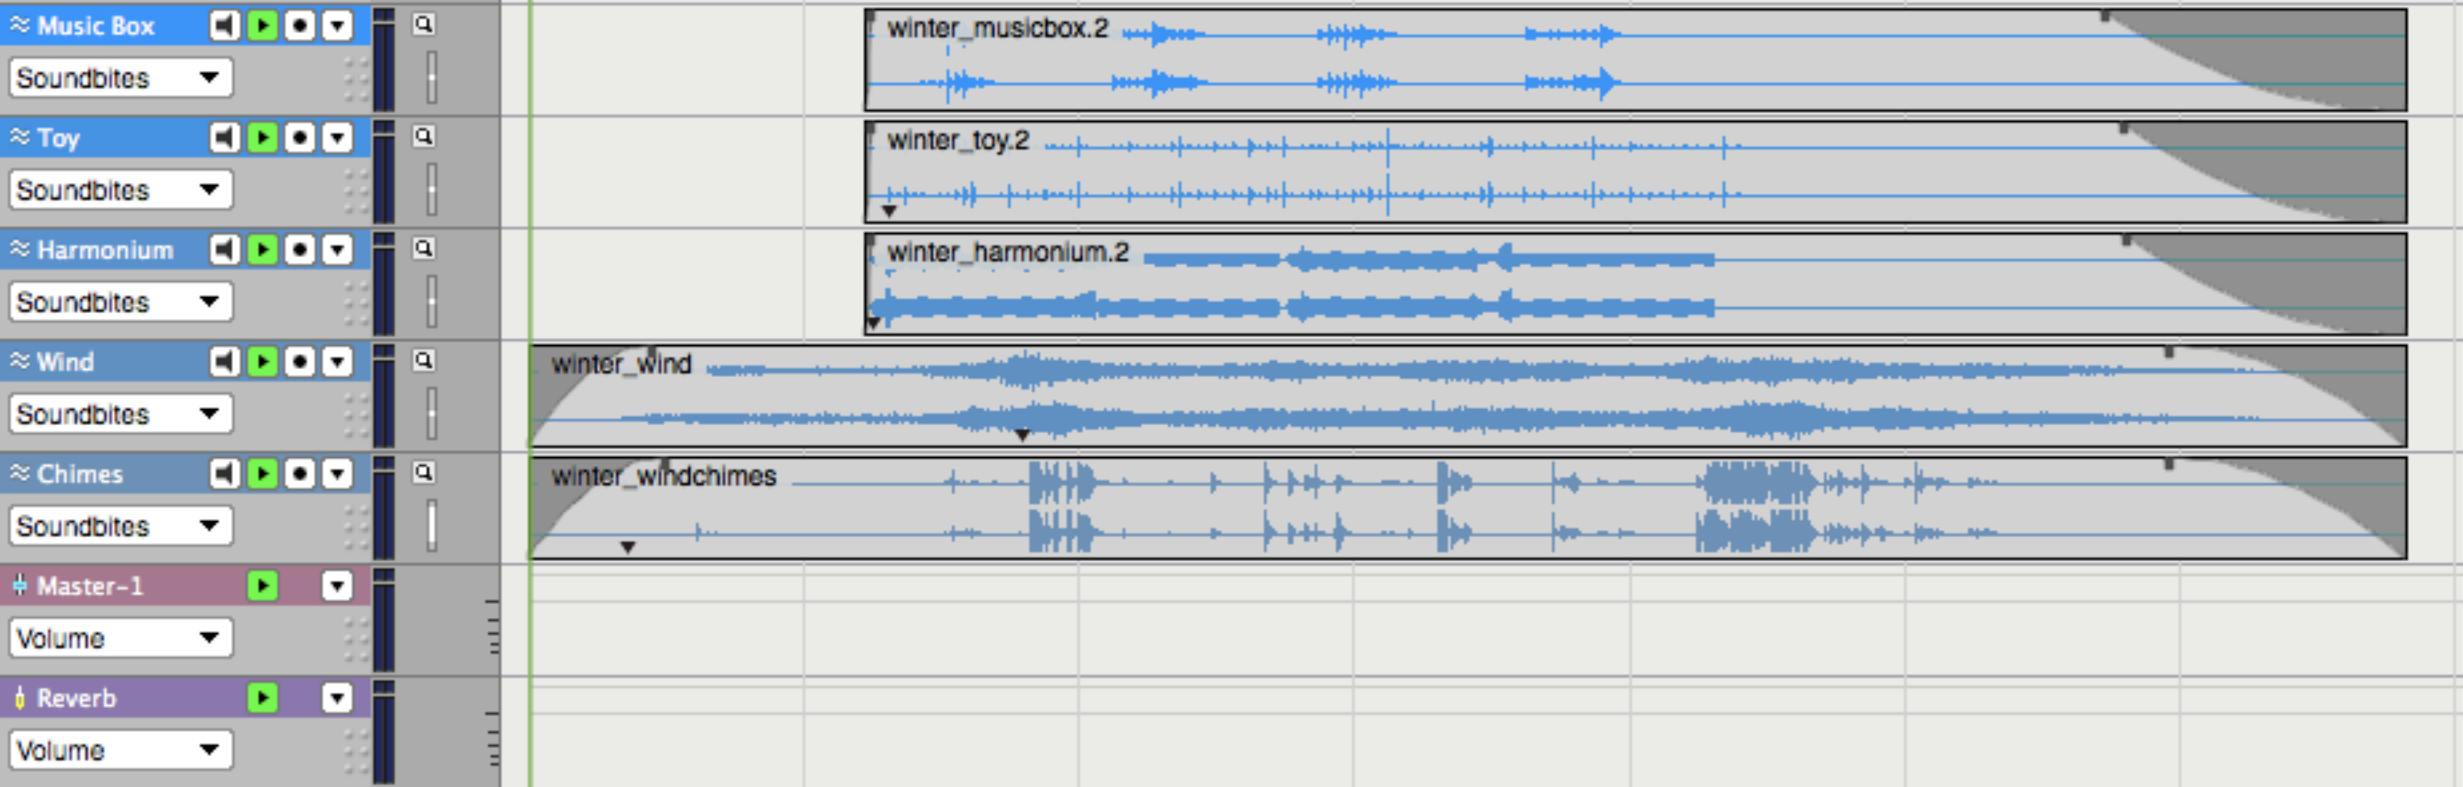 Music Box
winter_musicbox.2
Soundbites
Toy
winter_toy.2
Soundbites
Harmonium
winter_harmonium.2
Soundbites
Wind
winter_wind
Soundbites
Chimes
winter_windchimes
Soundbites
Master-1
Volume
Reverb
Volume